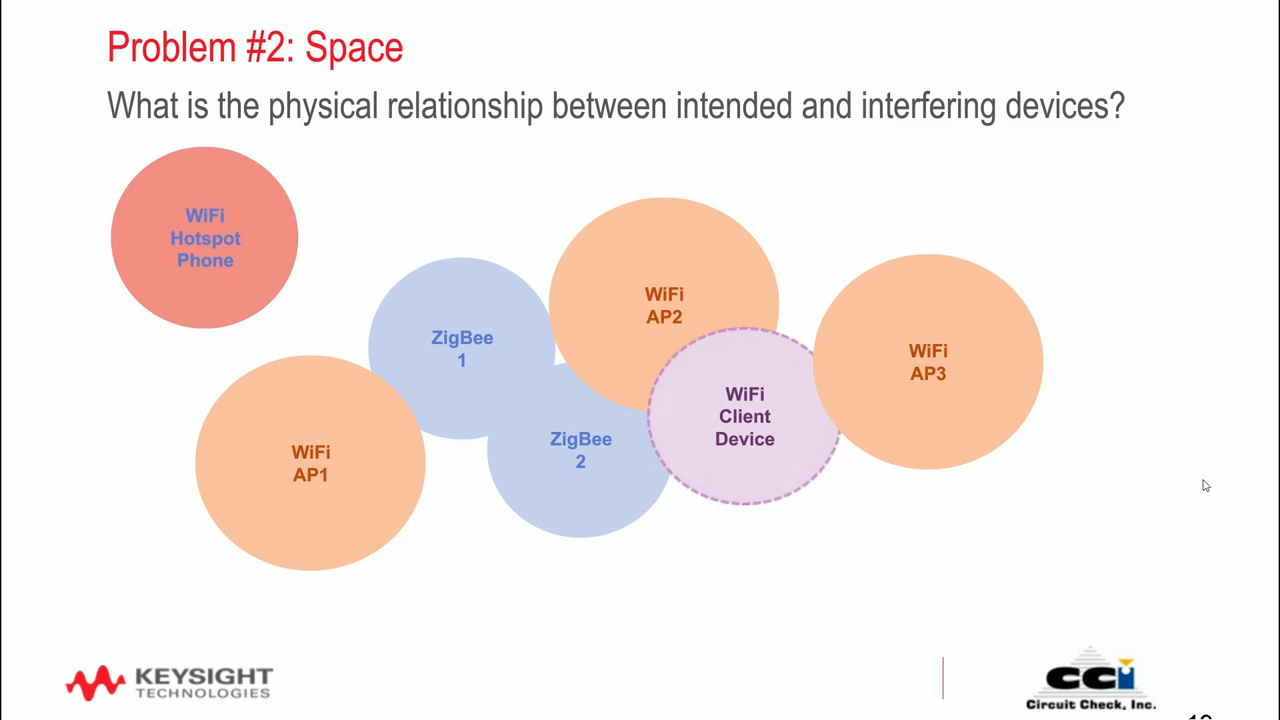 Problem #2: Space
What is the physical relationship between intended and interfering devices?
WiFi
Hotspot
Phone
ZigBee
1
WiFi
AP2
WiFi
AP3
WiFi
Client
Device
WiFi
AP1
ZigBee
2
KEYSIGHT
TECHNOLOGIES
cci
Circuit Check, Inc.